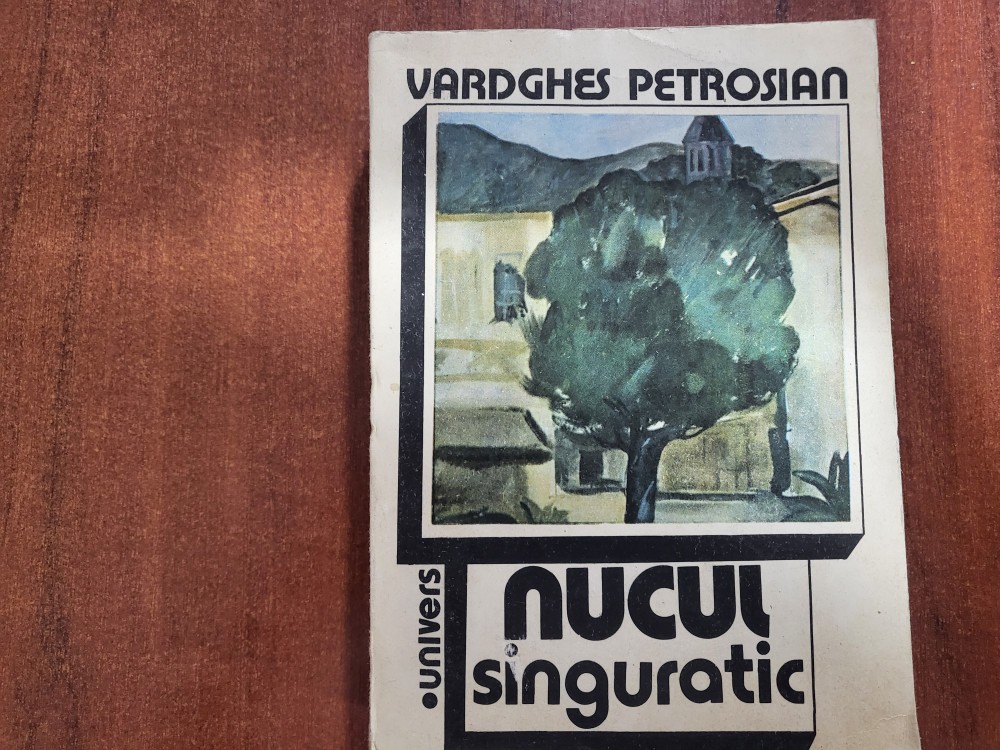 VARDGHES PETROSIAN
•univers
nucul
singuratic